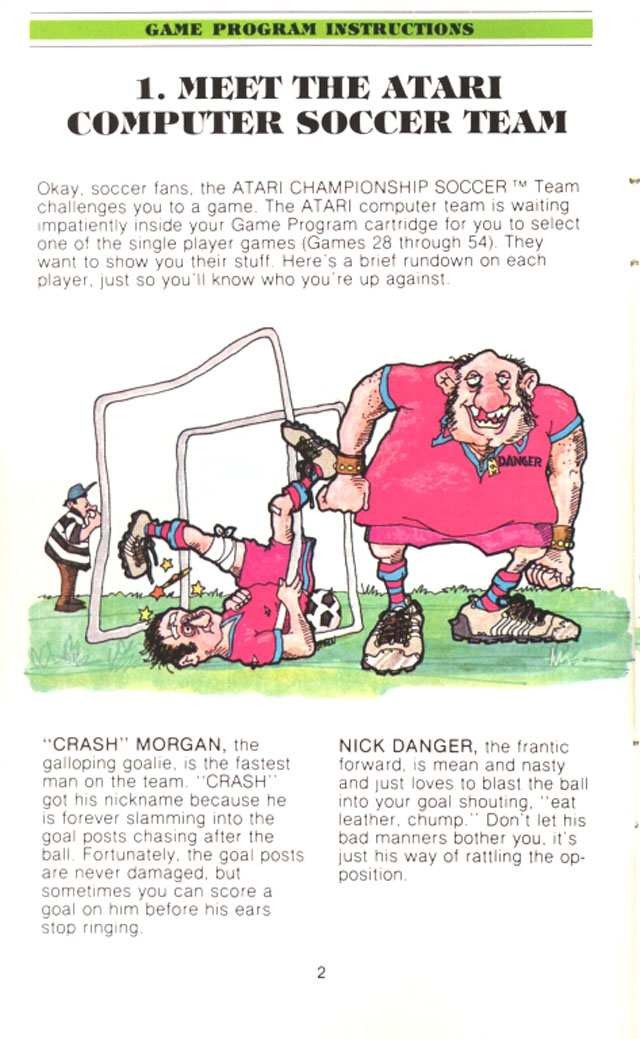 GAME PROGRAM INSTRUCTIONS
1. MEET THE ATARI
COMPUTER SOCCER TEAM
Okay, soccer fans, the ATARI CHAMPIONSHIP SOCCER™ Team
challenges you to a game. The ATARI computer team is waiting
impatiently inside your Game Program cartridge for you to select
one of the single player games (Games 28 through 54). They
want to show you their stuff. Here's a brief rundown on each
player, just so you'll know who you're up against.
DANGER
"CRASH" MORGAN, the
galloping goalie, is the fastest
man on the team. "CRASH"
got his nickname because he
is forever slamming into the
goal posts chasing after the
ball. Fortunately, the goal posts
are never damaged, but
sometimes you can score a
goal on him before his ears
stop ringing.
NICK DANGER, the frantic
forward, is mean and nasty
and just loves to blast the ball
into your goal shouting, "eat
leather, chump." Don't let his
bad manners bother you, it's
just his way of rattling the op-
position.
2